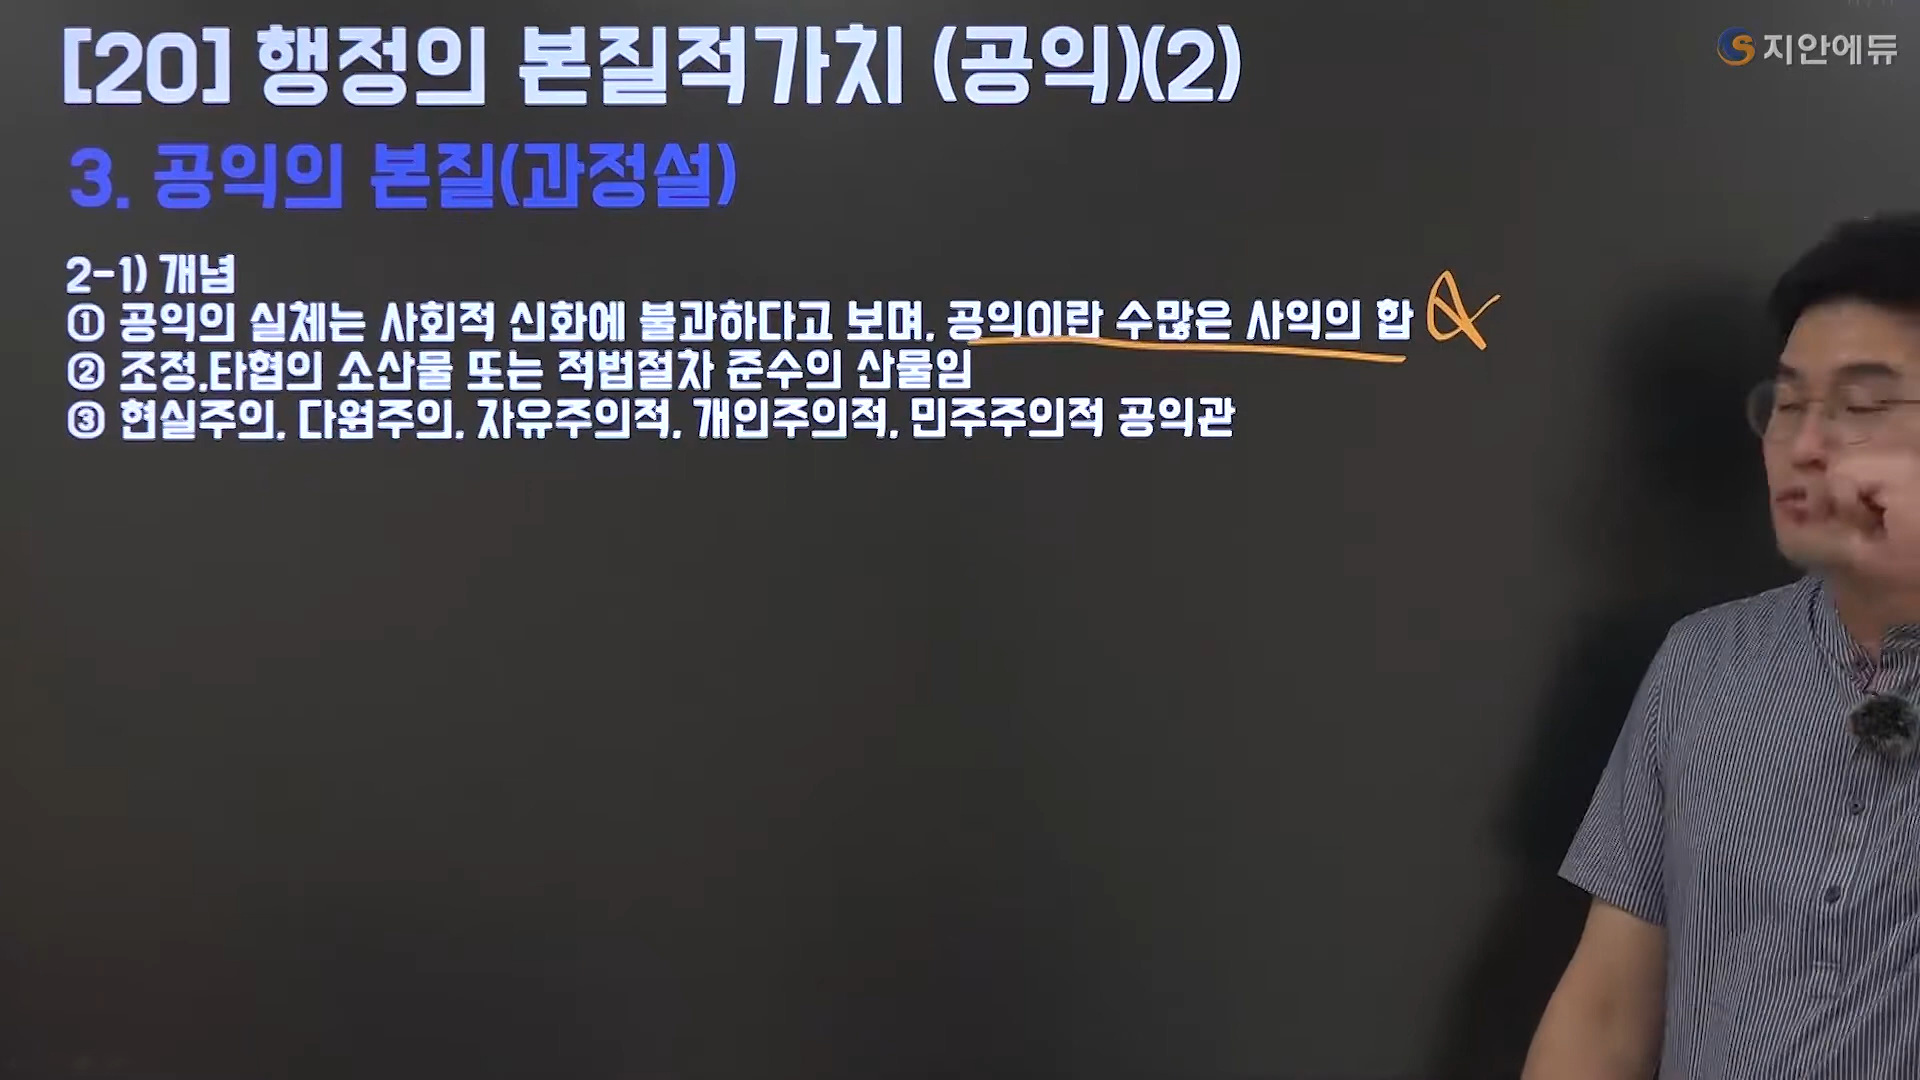 [20] 행정의 본질적가치 (공익)(2)
지안에듀
3. 공익의 본질(과정설)
2-1) 개념
① 공익의 실체는 사회적 신화에 불과하다고 보며, 공익이란 수많은 사익의 합
② 조정,타협의 소산물 또는 적법절차 준수의 산물임
③ 현실주의, 다원주의, 자유주의적, 개인주의적, 민주주의적 공익관